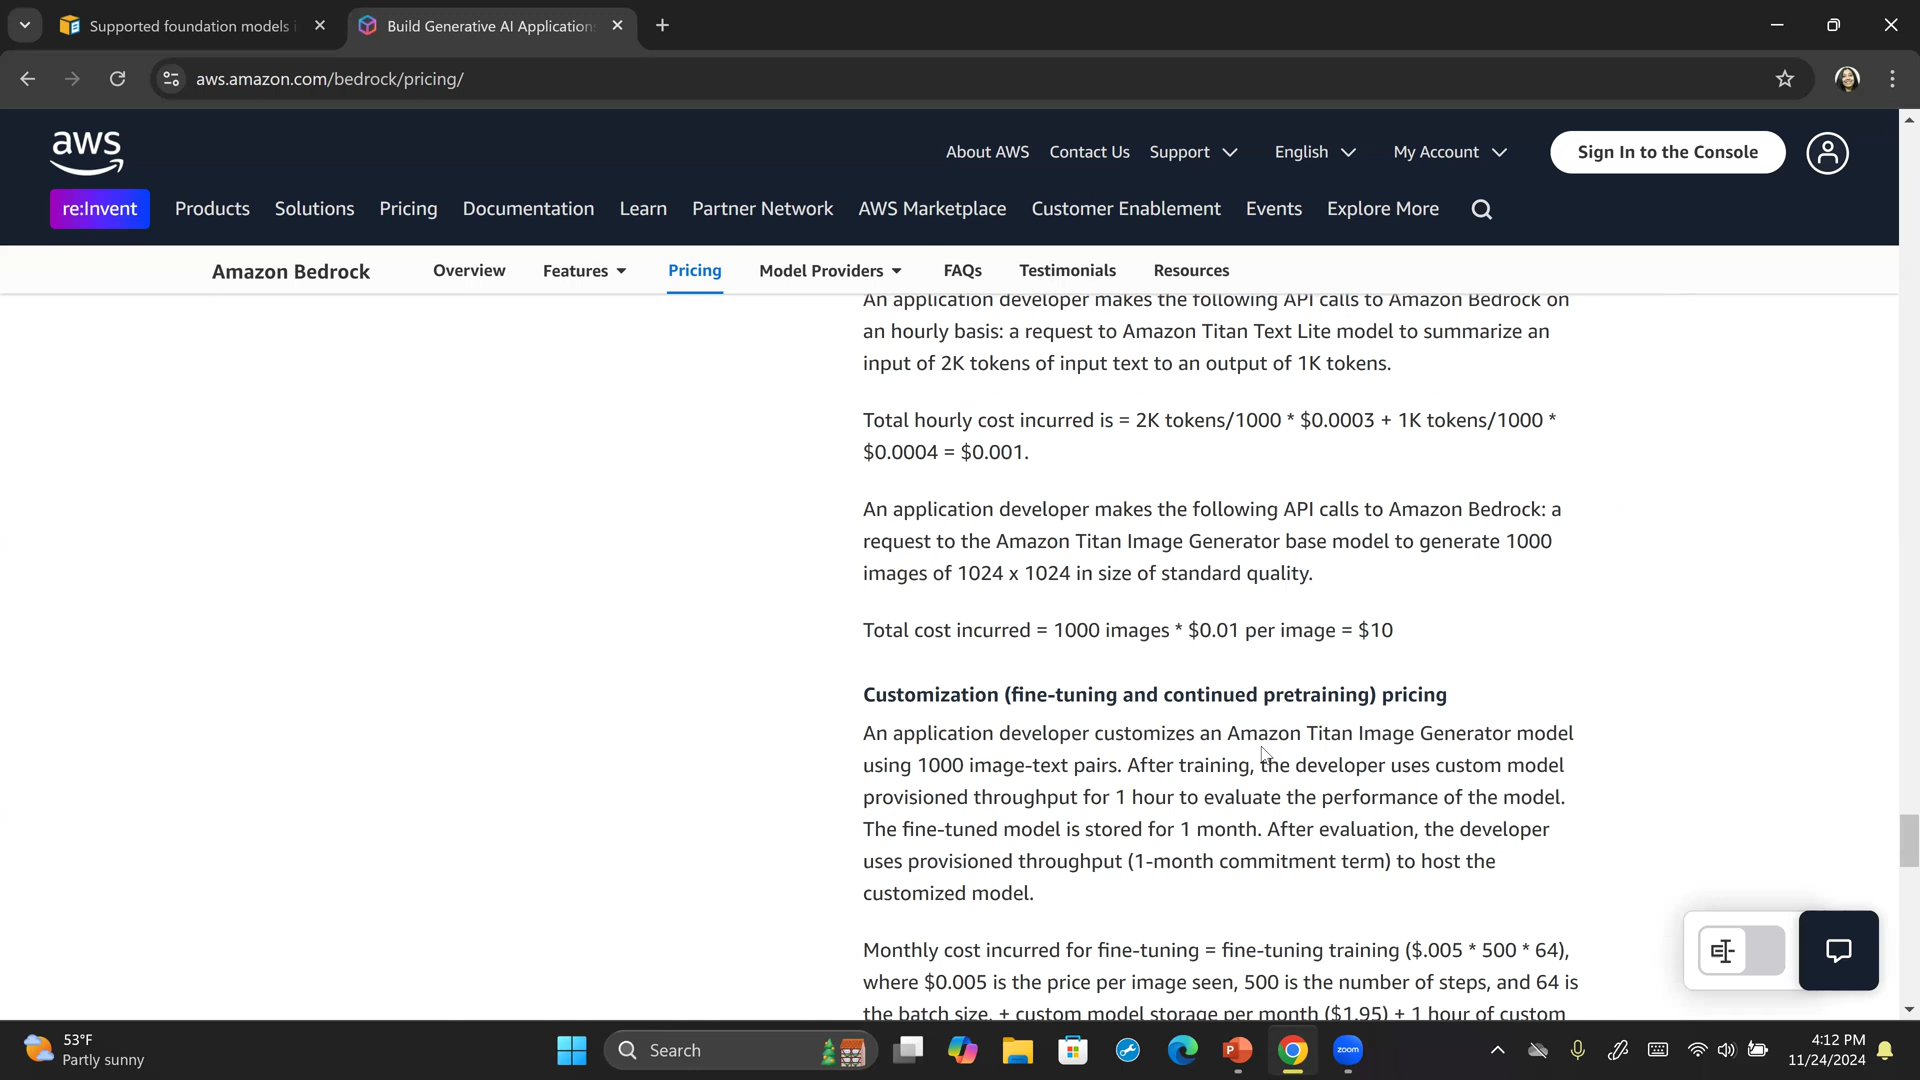 Supported foundation models i
Build Generative AI Applications
aws.amazon.com/bedrock/pricing/
aws
About AWS
Contact Us
Support
English
My Account
Sign In to the Console
re:Invent
Products
Solutions
Pricing
Documentation
Learn
Partner Network
AWS Marketplace
Customer Enablement
Events
Explore More
Amazon Bedrock
Overview
Features
Pricing
Model Providers
FAQs
Testimonials
Resources
An application developer makes the following API calls to Amazon Bedrock on
an hourly basis: a request to Amazon Titan Text Lite model to summarize an
input of 2K tokens of input text to an output of 1K tokens.
Total hourly cost incurred is = 2K tokens/1000 * $0.0003 + 1K tokens/1000 *
$0.0004 = $0.001.
An application developer makes the following API calls to Amazon Bedrock: a
request to the Amazon Titan Image Generator base model to generate 1000
images of 1024 x 1024 in size of standard quality.
Total cost incurred = 1000 images * $0.01 per image = $10
Customization (fine-tuning and continued pretraining) pricing
An application developer customizes an Amazon Titan Image Generator model
using 1000 image-text pairs. After training, the developer uses custom model
provisioned throughput for 1 hour to evaluate the performance of the model.
The fine-tuned model is stored for 1 month. After evaluation, the developer
uses provisioned throughput (1-month commitment term) to host the
customized model.
Monthly cost incurred for fine-tuning = fine-tuning training ($.005 * 500 * 64),
where $0.005 is the price per image seen, 500 is the number of steps, and 64 is
the batch size, + custom model storage per month ($1.95) + 1 hour of custom
53°F
Partly sunny
Search
zoom
4:12 PM
11/24/2024